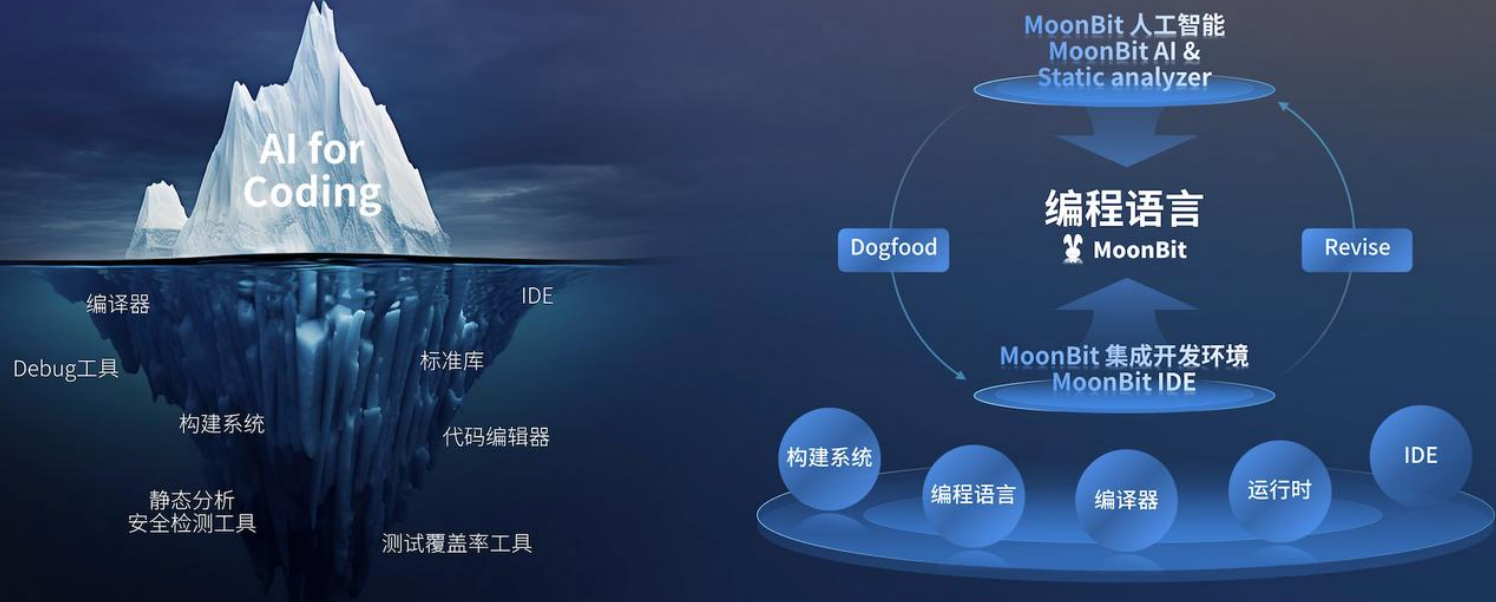 AI for
Coding
编译器
IDE
Debug工具
标准库
构建系统
代码编辑器
静态分析
安全检测工具
测试覆盖率工具
MoonBit 人工智能
MoonBit AI &
Static analyzer
编程语言
MoonBit
Dogfood
Revise
MoonBit 集成开发环境
MoonBit IDE
构建系统
编程语言
编译器
运行时
IDE